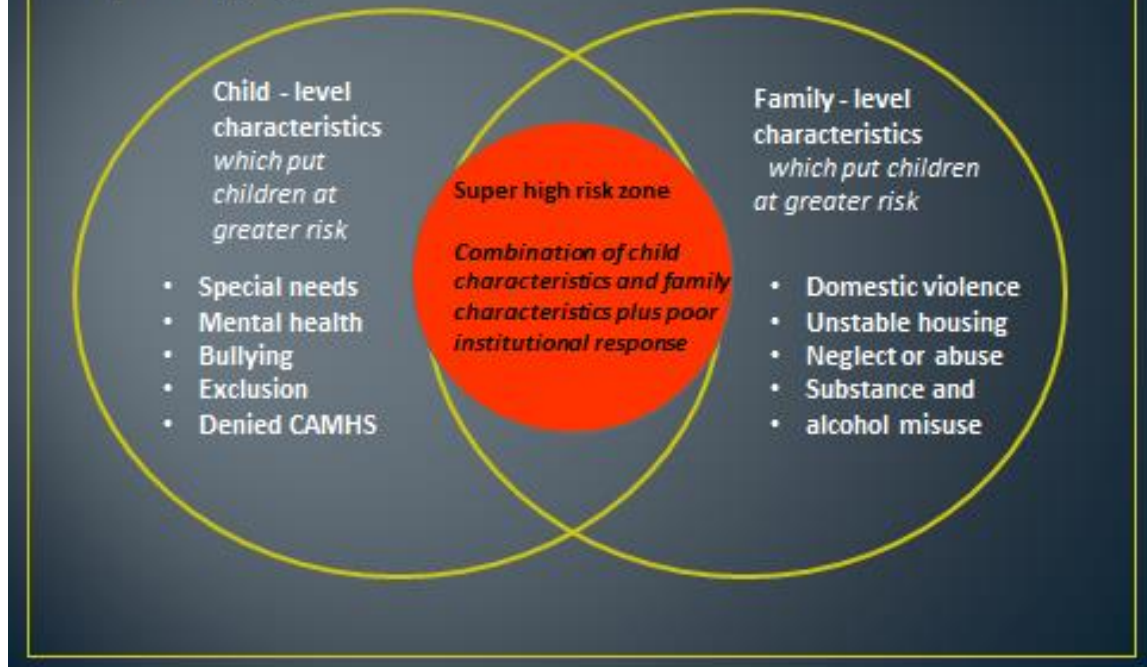 Child - level
characteristics
which put
children at
greater risk
• Special needs
• Mental health
• Bullying
• Exclusion
• Denied CAMHS
Super high risk zone
Combination of child
characteristics and family
characteristics plus poor
institutional response
Family - level
characteristics
which put children
at greater risk
• Domestic violence
• Unstable housing
• Neglect or abuse
• Substance and
• alcohol misuse